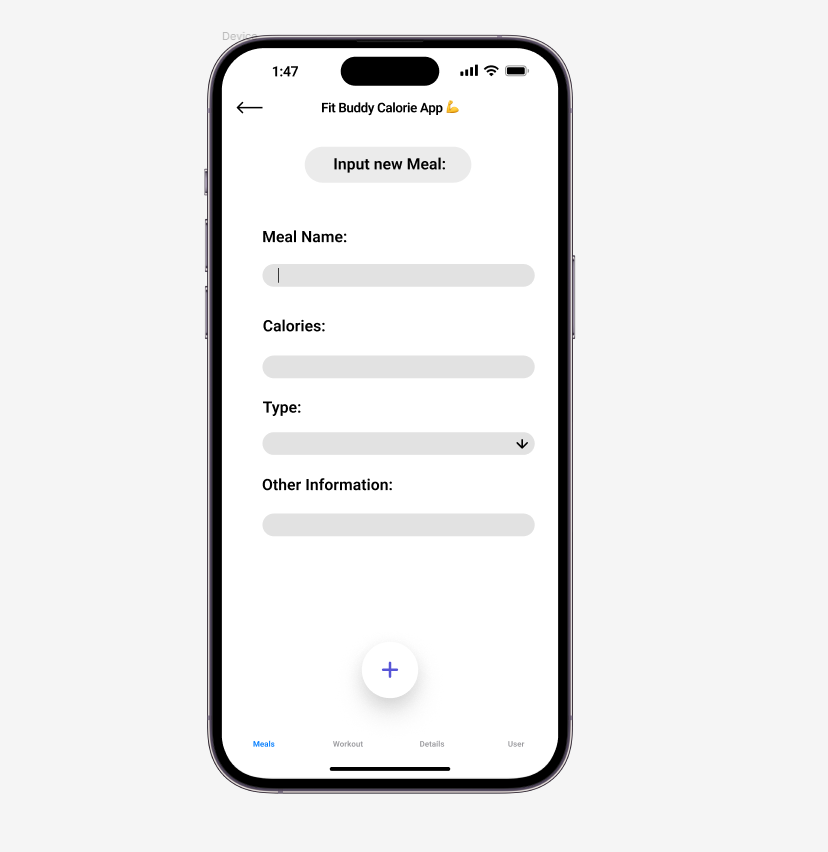 Device
1:47
Fit Buddy Calorie App 💪
Input new Meal:
Meal Name:
Calories:
Type:
Other Information:
Meals Workout Details User